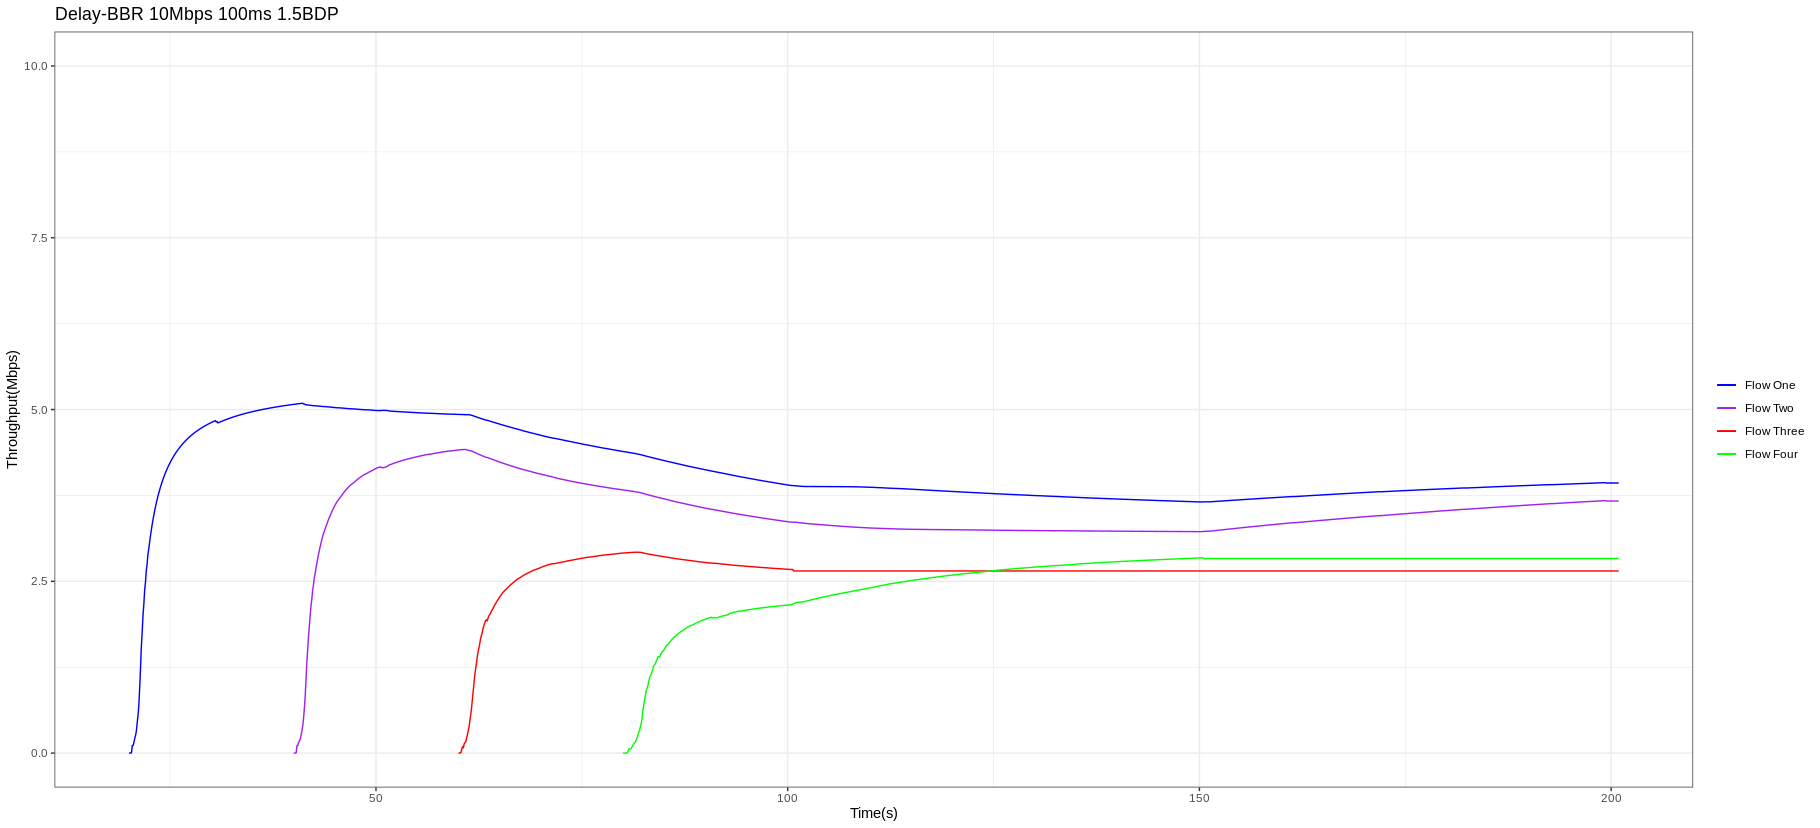 Delay-BBR 10Mbps 100ms 1.5BDP
10.0
7.5
5.0
2.5
0.0
Throughput(Mbps)
50
100
150
200
Time(s)
Flow One
Flow Two
Flow Three
Flow Four